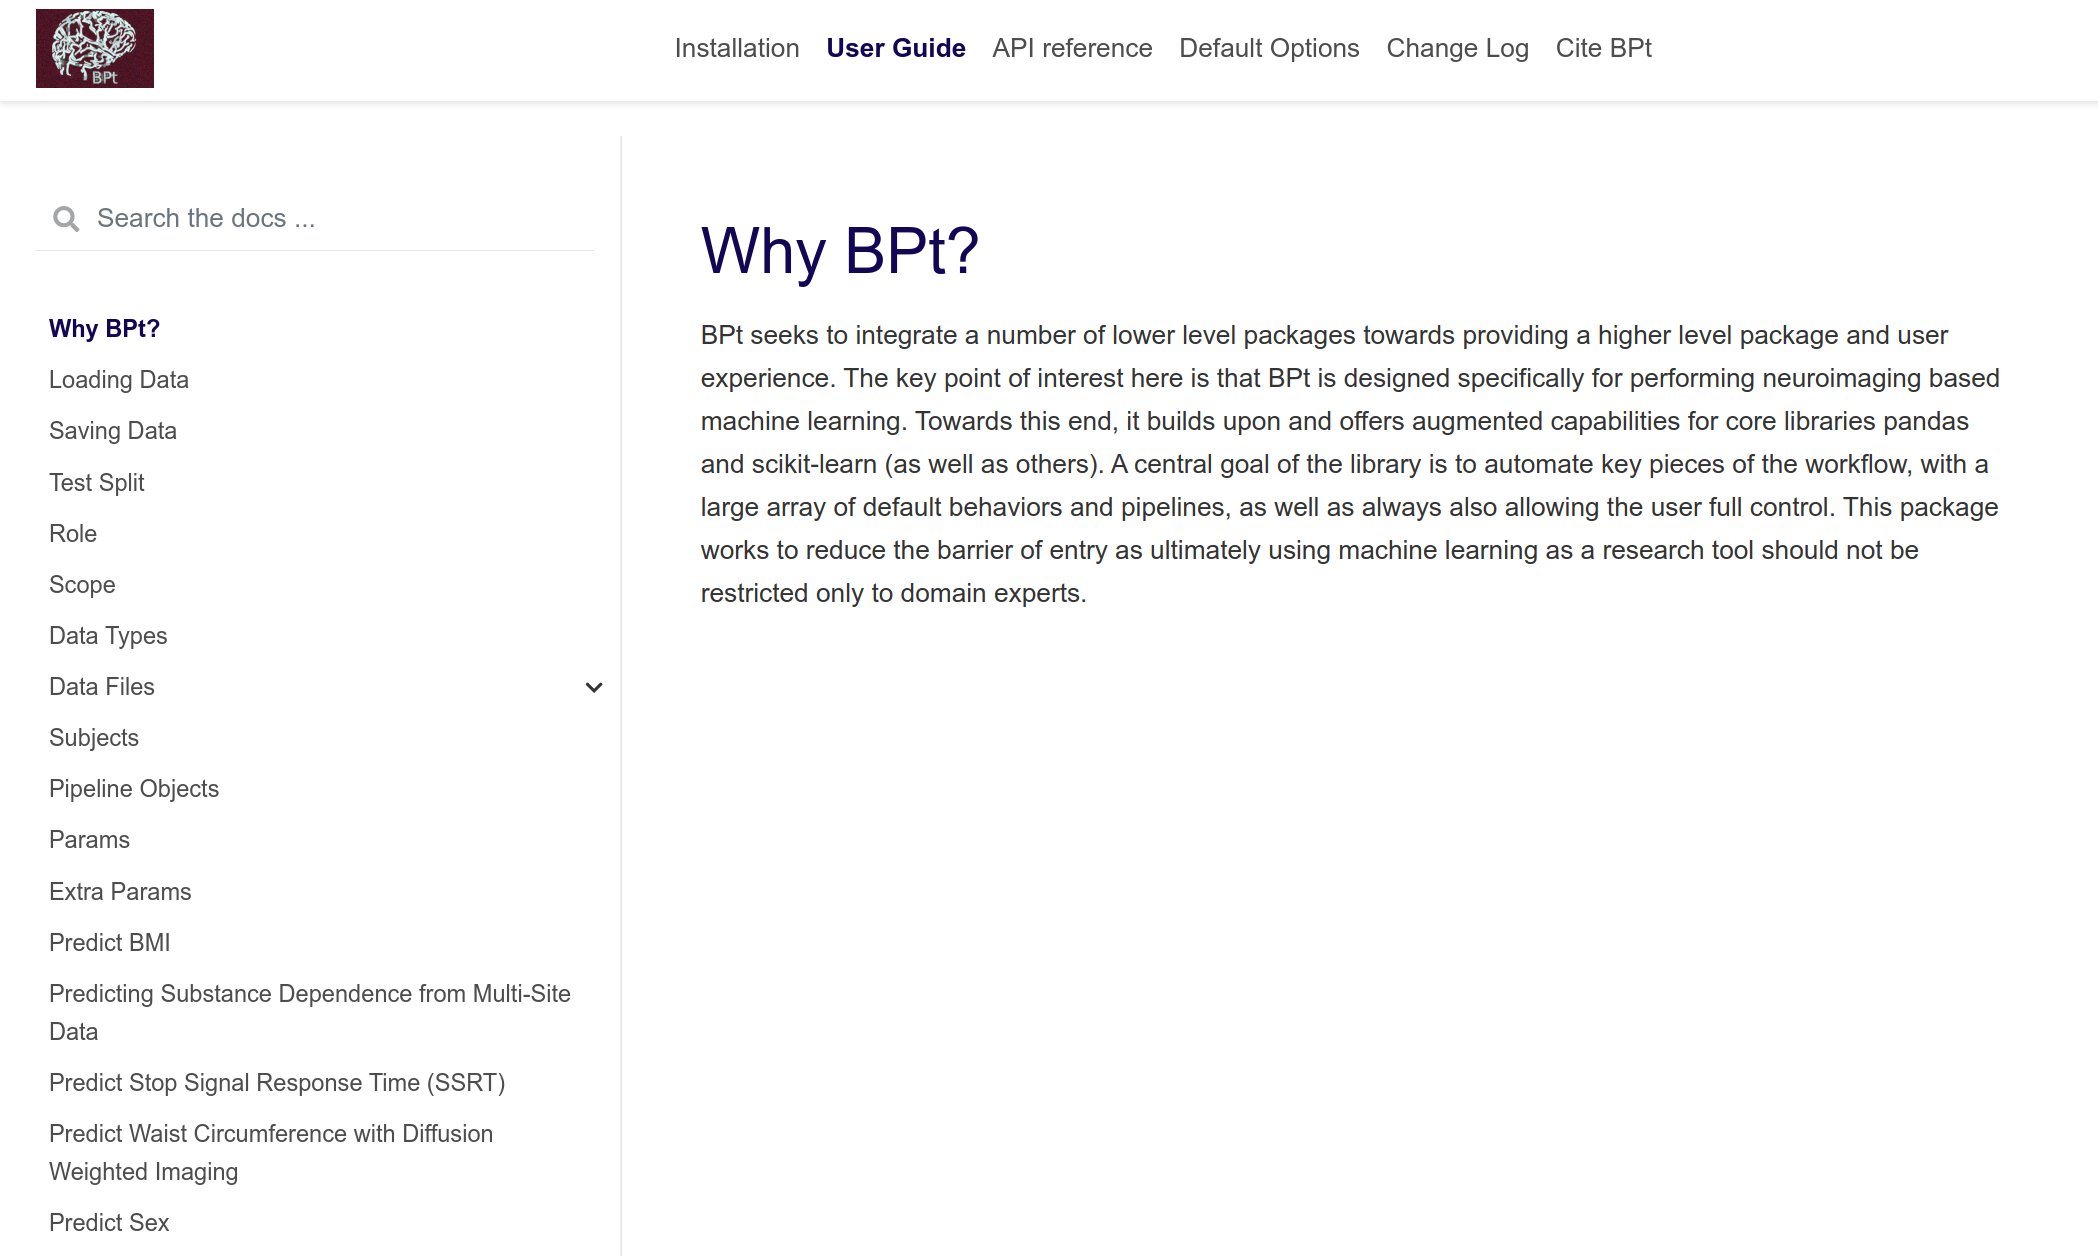 BPt
Installation User Guide API reference Default Options Change Log Cite BPt
Search the docs ...
Why BPt?
Loading Data
Saving Data
Test Split
Role
Scope
Data Types
Data Files
Subjects
Pipeline Objects
Params
Extra Params
Predict BMI
Predicting Substance Dependence from Multi-Site
Data
Predict Stop Signal Response Time (SSRT)
Predict Waist Circumference with Diffusion
Weighted Imaging
Predict Sex
Why BPt?
BPt seeks to integrate a number of lower level packages towards providing a higher level package and user
experience. The key point of interest here is that BPt is designed specifically for performing neuroimaging based
machine learning. Towards this end, it builds upon and offers augmented capabilities for core libraries pandas
and scikit-learn (as well as others). A central goal of the library is to automate key pieces of the workflow, with a
large array of default behaviors and pipelines, as well as always also allowing the user full control. This package
works to reduce the barrier of entry as ultimately using machine learning as a research tool should not be
restricted only to domain experts.